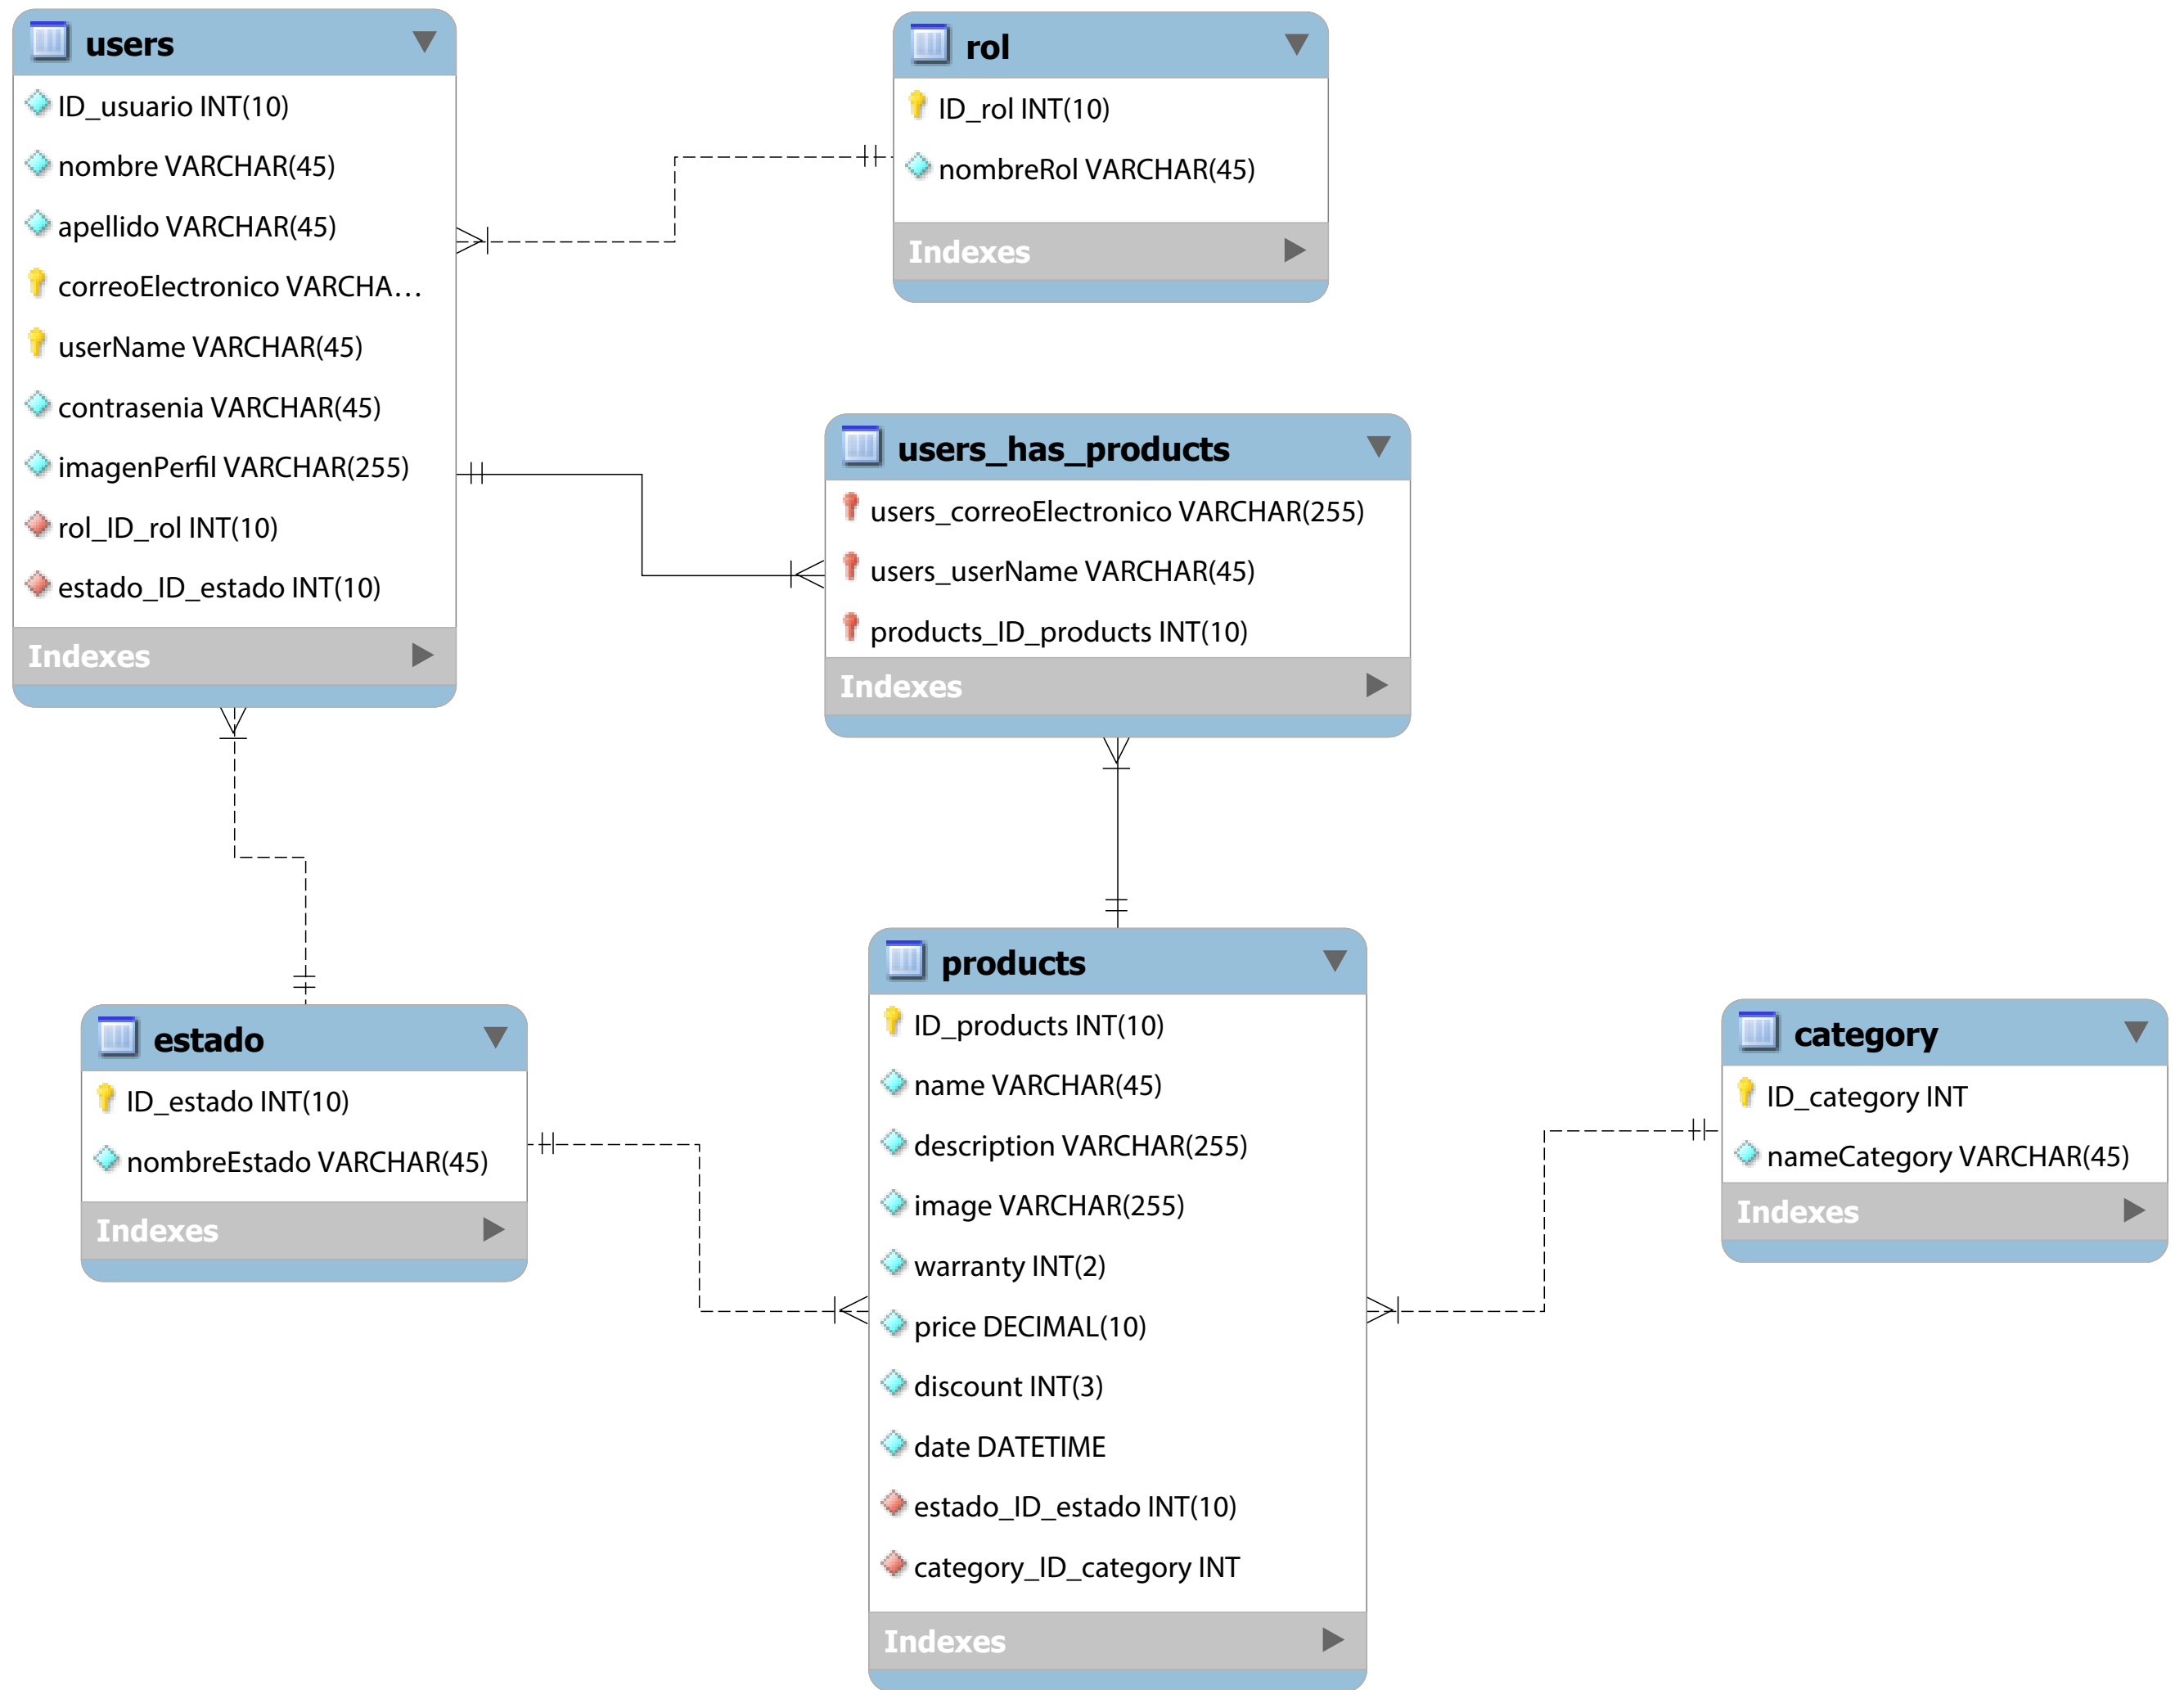 users
ID_usuario INT(10)
nombre VARCHAR(45)
apellido VARCHAR(45)
correoElectronico VARCHA…
userName VARCHAR(45)
contrasenia VARCHAR(45)
imagenPerfil VARCHAR(255)
rol_ID_rol INT(10)
estado_ID_estado INT(10)
Indexes
rol
ID_rol INT(10)
nombreRol VARCHAR(45)
Indexes
users_has_products
users_correoElectronico VARCHAR(255)
users_userName VARCHAR(45)
products_ID_products INT(10)
Indexes
estado
ID_estado INT(10)
nombreEstado VARCHAR(45)
Indexes
products
ID_products INT(10)
name VARCHAR(45)
description VARCHAR(255)
image VARCHAR(255)
warranty INT(2)
price DECIMAL(10)
discount INT(3)
date DATETIME
estado_ID_estado INT(10)
category_ID_category INT
Indexes
category
ID_category INT
nameCategory VARCHAR(45)
Indexes